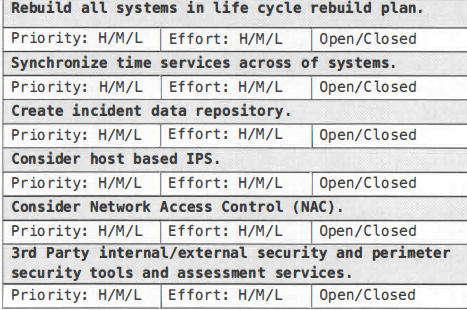 Rebuild all systems in life cycle rebuild plan.
Priority: H/M/L Effort: H/M/L Open/Closed
Synchronize time services across of systems.
Priority: H/M/L Effort: H/M/L Open/Closed
Create incident data repository.
Priority: H/M/L Effort: H/M/L Open/Closed
Consider host based IPS.
Priority: H/M/L Effort: H/M/L Open/Closed
Consider Network Access Control (NAC).
Priority: H/M/L Effort: H/M/L Open/Closed
3rd Party internal/external security and perimeter
security tools and assessment services.
Priority: H/M/L Effort: H/M/L Open/Closed